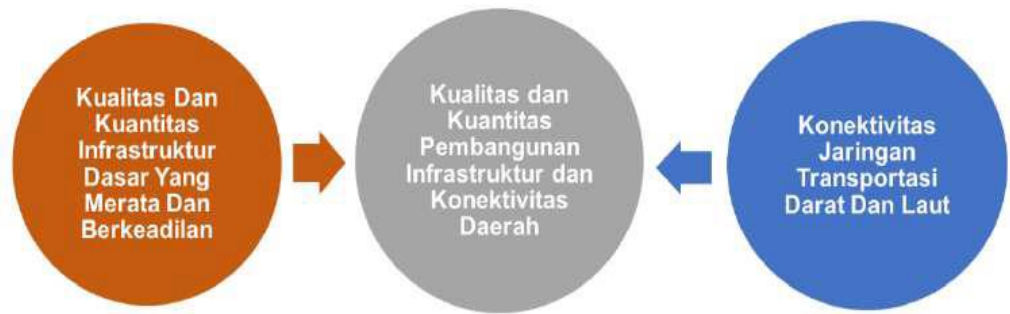 Kualitas Dan
Kuantitas
Infrastruktur
Dasar Yang
Merata Dan
Berkeadilan
Kualitas dan
Kuantitas
Pembangunan
Infrastruktur dan
Konektivitas
Daerah
Konektivitas
Jaringan
Transportasi
Darat Dan Laut